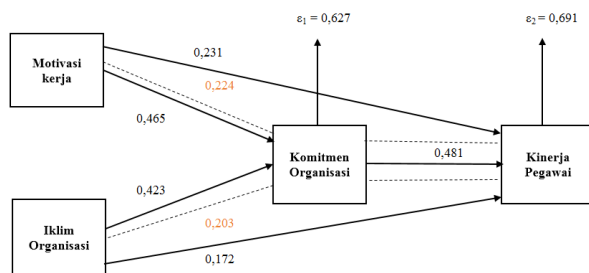 ε1 = 0,627
ε2 = 0,691
Motivasi
kerja
0,231
0,224
0,465
Komitmen
Organisasi
0,481
Kinerja
Pegawai
0,423
0,203
Iklim
Organisasi
0,172